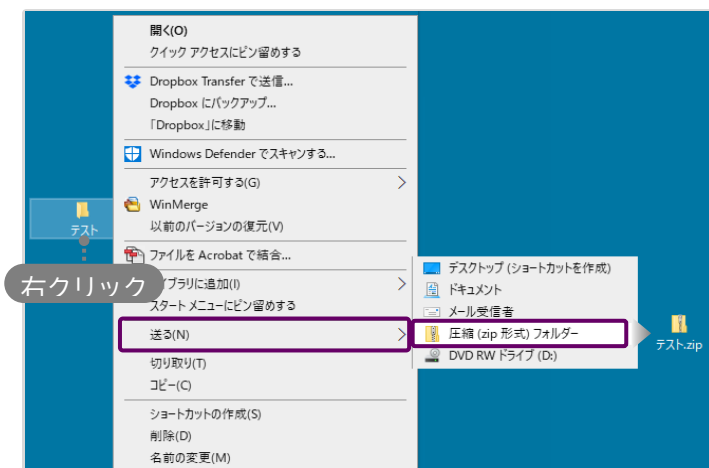 開く(O)
クイック アクセスにピン留めする
Dropbox Transfer で送信...
Dropbox にバックアップ...
「Dropbox」に移動
Windows Defender でスキャンする...
アクセスを許可する(G)
WinMerge
以前のバージョンの復元(V)
テスト
ファイルを Acrobat で結合...
右クリック
イブラリに追加(I)
スタート メニューにピン留めする
送る(N)
切り取り(T)
コピー(C)
ショートカットの作成(S)
削除(D)
名前の変更(M)
デスクトップ (ショートカットを作成)
ドキュメント
メール受信者
圧縮 (zip 形式) フォルダー
DVD RW ドライブ (D:)
テスト.zip